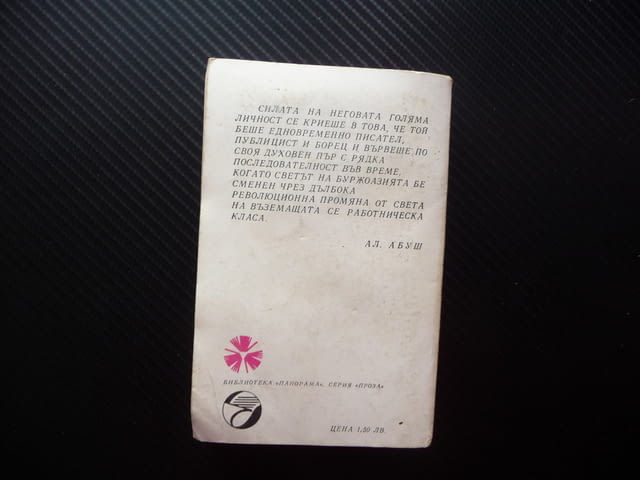 СИЛАТА НА НЕГОВАТА ГОЛЯМА
ЛИЧНОСТ СЕ КРИЕШЕ В ТОВА, ЧЕ ТОЙ
БЕШЕ ЕДНОВРЕМЕННО ПИСАТЕЛ,
ПУБЛИЦИСТ И БОРЕЦ И ВЪРВЕШЕ ПО
СВОЯ ДУХОВЕН ПЪР С РЯДКА
ПОСЛЕДОВАТЕЛНОСТ ВЪВ ВРЕМЕ,
КОГАТО СВЕТЪТ НА БУРЖОАЗИЯТА БЕ
СМЕНЕН ЧРЕЗ ДЪЛБОКА
РЕВОЛЮЦИОННА ПРОМЯНА ОТ СВЕТА
НА ВЪЗЕМАЩАТА СЕ РАБОТНИЧЕСКА
КЛАСА.
АЛ. АБУШ
БИБЛИОТЕКА «ПАНОРАМА», СЕРИЯ «ПРОЗА»
ЦЕНА 1,50 ЛВ.